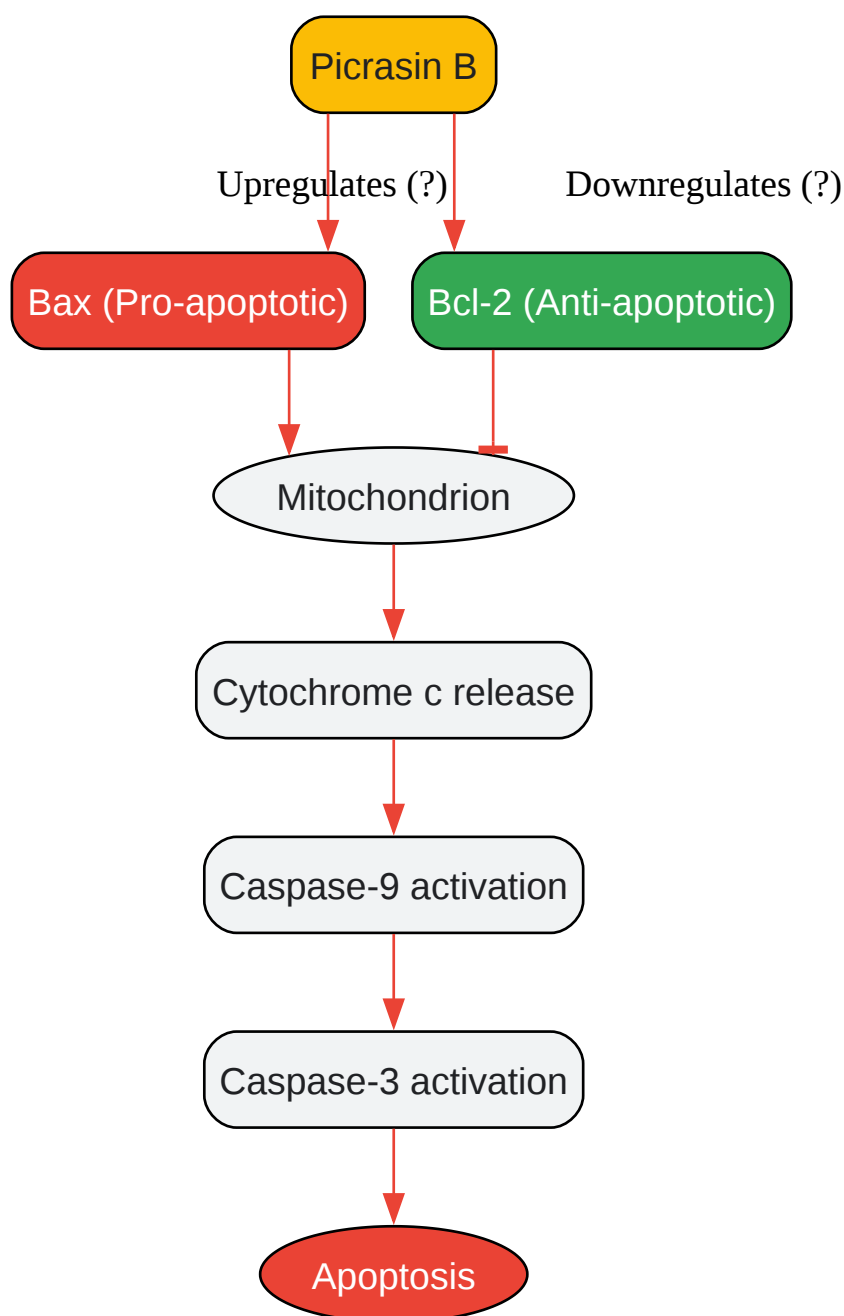 Picrasin B
Upregulates (?)
Downregulates (?)
Bax (Pro-apoptotic)
Bcl-2 (Anti-apoptotic)
Mitochondrion
Cytochrome c release
Caspase-9 activation
Caspase-3 activation
Apoptosis